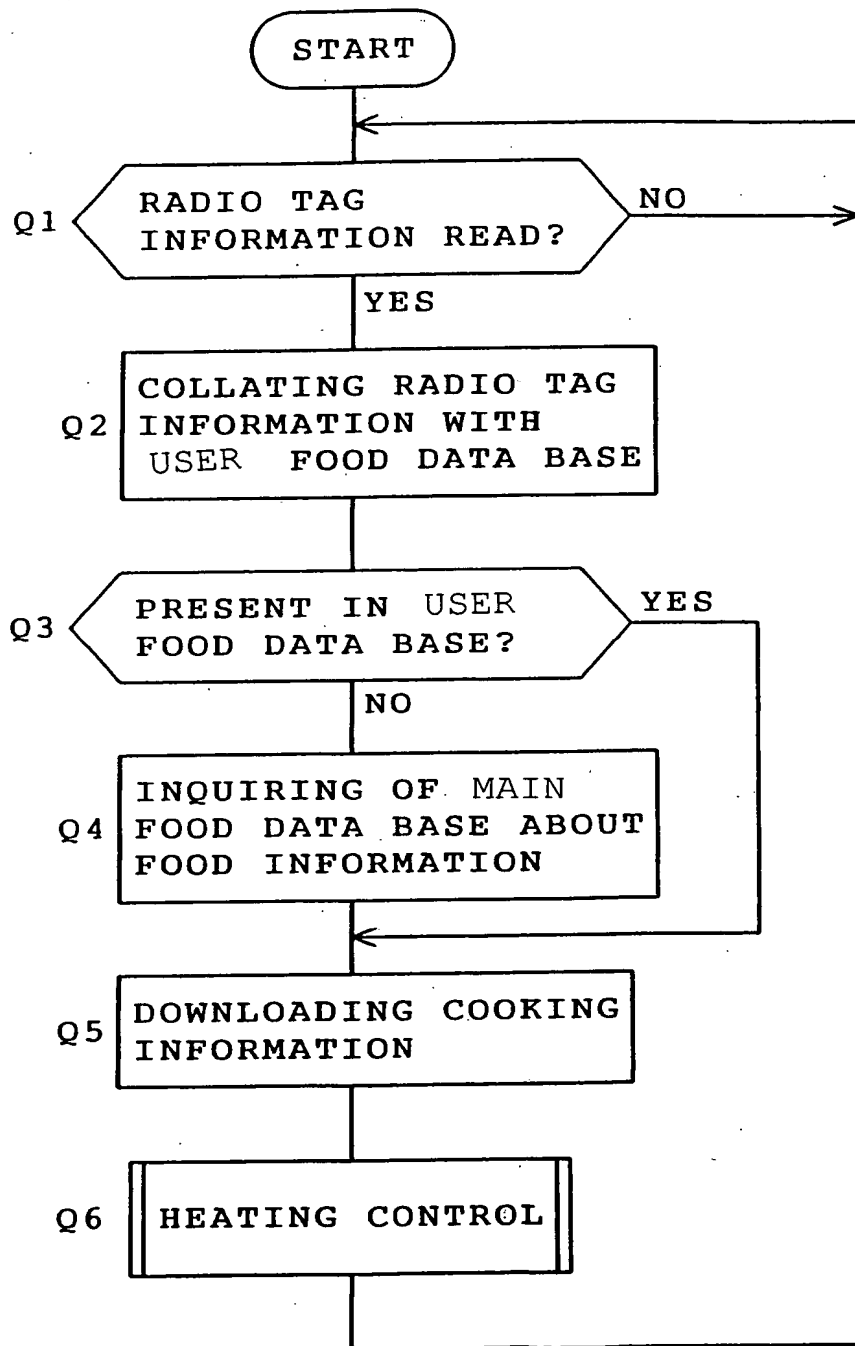 START
Q1
RADIO TAG
INFORMATION READ?
NO
YES
Q2
COLLATING RADIO TAG
INFORMATION WITH
USER FOOD DATA BASE
Q3
PRESENT IN USER
FOOD DATA BASE?
YES
NO
Q4
INQUIRING OF MAIN
FOOD DATA BASE ABOUT
FOOD INFORMATION
Q5
DOWNLOADING COOKING
INFORMATION
Q6
HEATING CONTROL